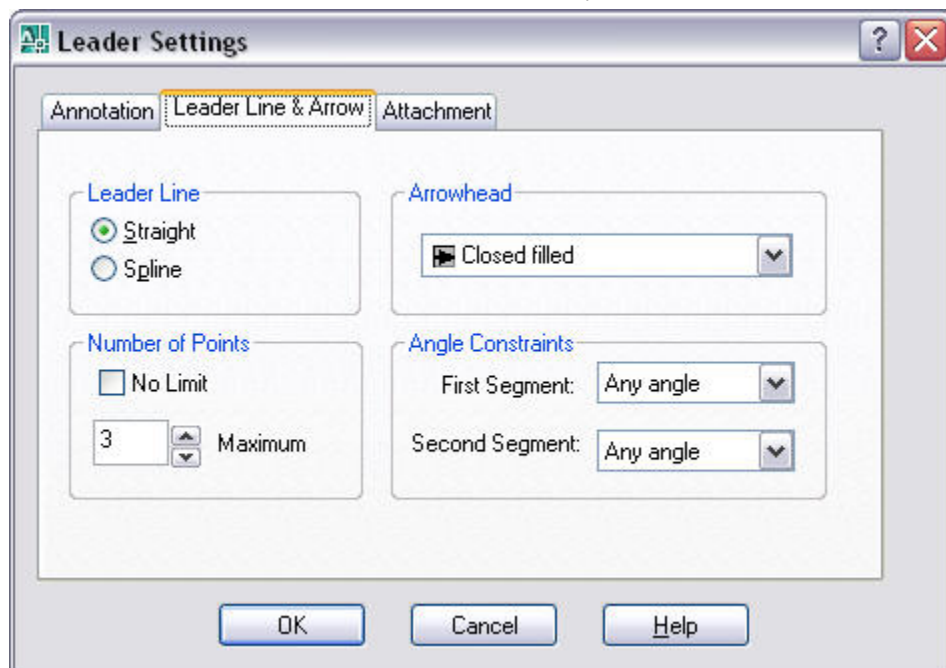 Leader Settings
?
Annotation Leader Line & Arrow Attachment
Leader Line
Straight
Spline
Arrowhead
Closed filled
Number of Points
No Limit
3 Maximum
Angle Constraints
First Segment: Any angle
Second Segment: Any angle
OK Cancel Help